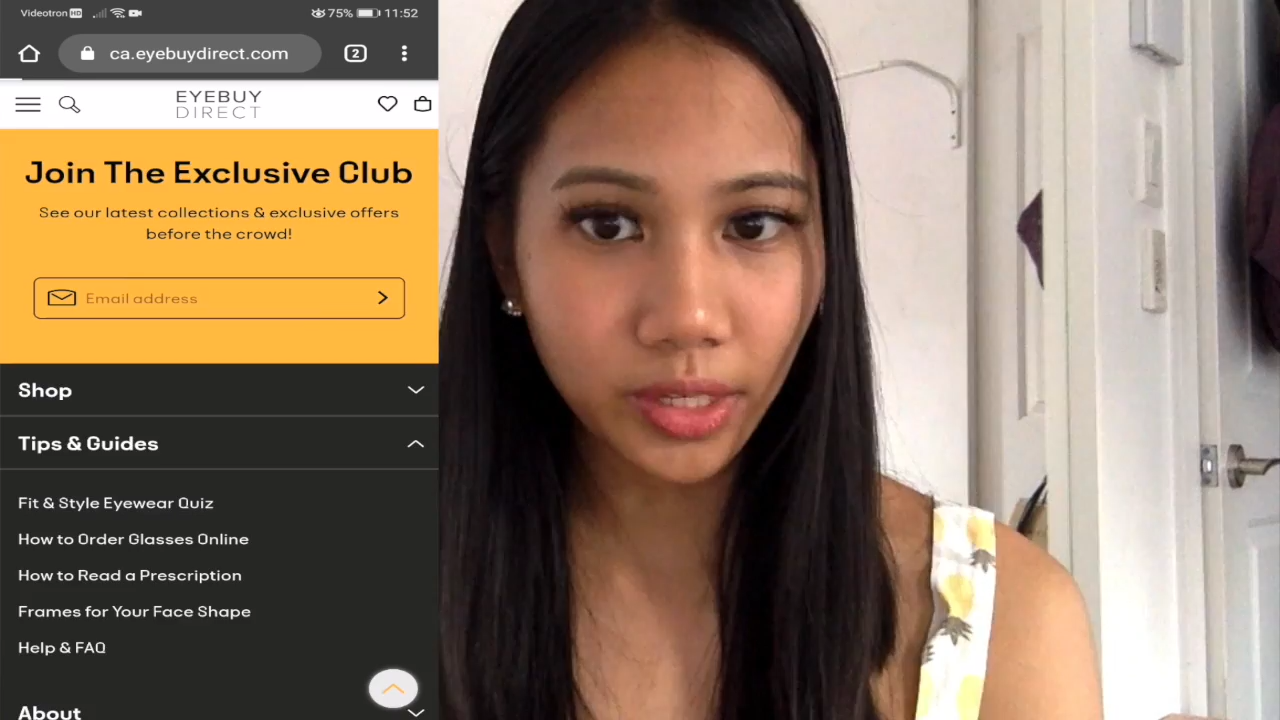 Videotron HD 75% 11:52
ca.eyebuydirect.com 2
EYEBUY
DIRECT
Join The Exclusive Club
See our latest collections & exclusive offers
before the crowd!
Email address
Shop
Tips & Guides
Fit & Style Eyewear Quiz
How to Order Glasses Online
How to Read a Prescription
Frames for Your Face Shape
Help & FAQ
About